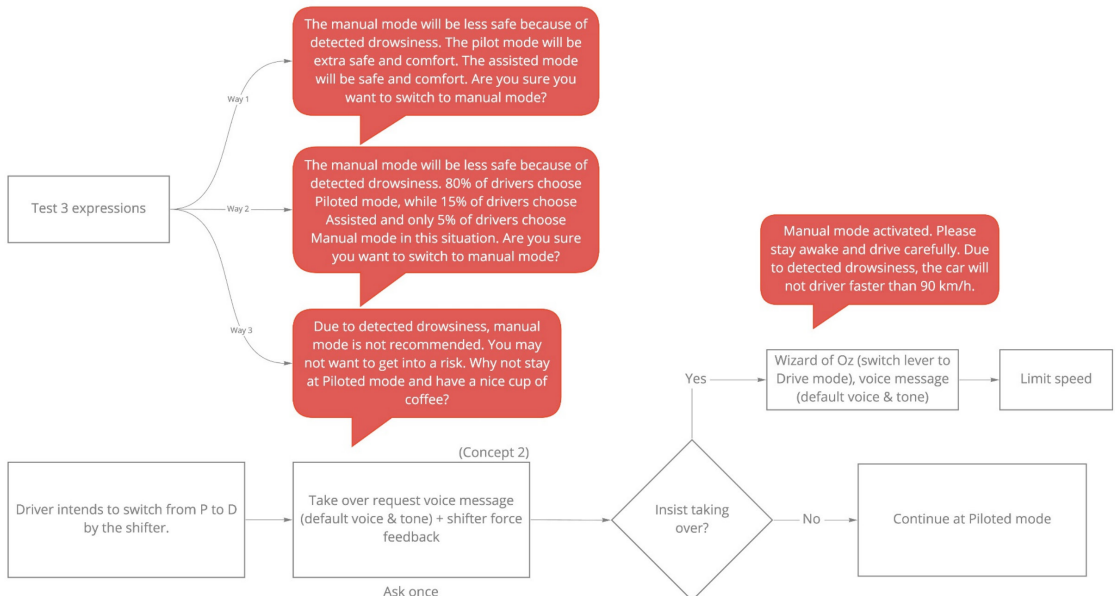 The manual mode will be less safe because of
detected drowsiness. The pilot mode will be
extra safe and comfort. The assisted mode
will be safe and comfort. Are you sure you
want to switch to manual mode?
Way 1
The manual mode will be less safe because of
detected drowsiness. 80% of drivers choose
Piloted mode, while 15% of drivers choose
Assisted and only 5% of drivers choose
Manual mode in this situation. Are you sure
you want to switch to manual mode?
Test 3 expressions
Way 2
Manual mode activated. Please
stay awake and drive carefully. Due
to detected drowsiness, the car will
not driver faster than 90 km/h.
Way 3
Due to detected drowsiness, manual
mode is not recommended. You may
not want to get into a risk. Why not stay
at Piloted mode and have a nice cup of
coffee?
Yes
Wizard of Oz (switch lever to
Drive mode), voice message
(default voice & tone)
Limit speed
(Concept 2)
Driver intends to switch from P to D
by the shifter.
Take over request voice message
(default voice & tone) + shifter force
feedback
Insist taking
over?
No
Continue at Piloted mode
Ask once